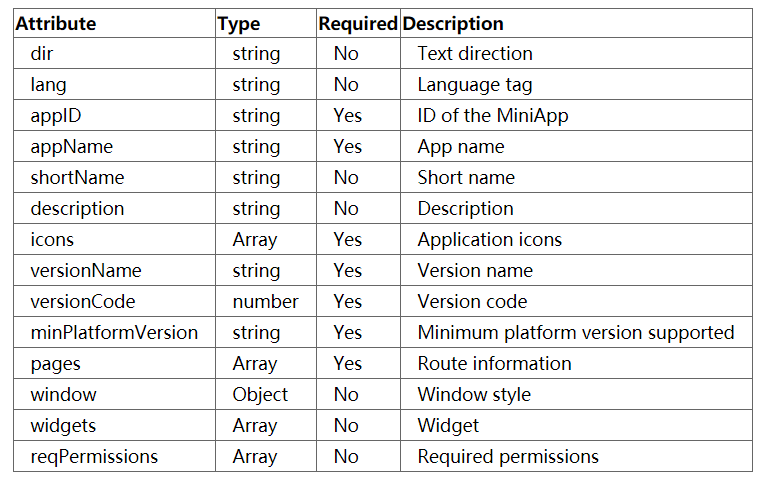 Attribute Type Required Description
dir string No Text direction
lang string No Language tag
appID string Yes ID of the MiniApp
appName string Yes App name
shortName string No Short name
description string No Description
icons Array Yes Application icons
versionName string Yes Version name
versionCode number Yes Version code
minPlatformVersion string Yes Minimum platform version supported
pages Array Yes Route information
window Object No Window style
widgets Array No Widget
reqPermissions Array No Required permissions